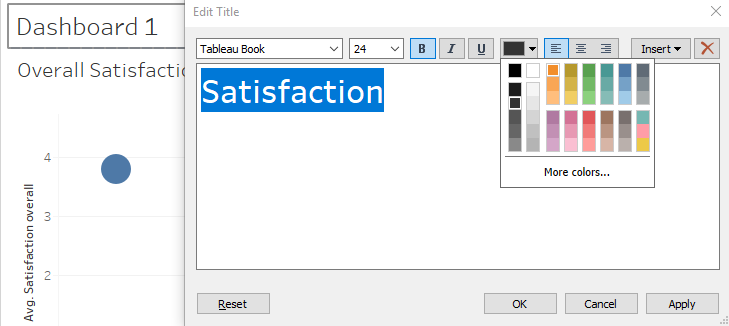 Dashboard 1
Overall Satisfactio
4
3
2
Avg. Satisfaction overall
Edit Title
Tableau Book 24 B I U Insert
Satisfaction
More colors...
Reset OK Cancel Apply